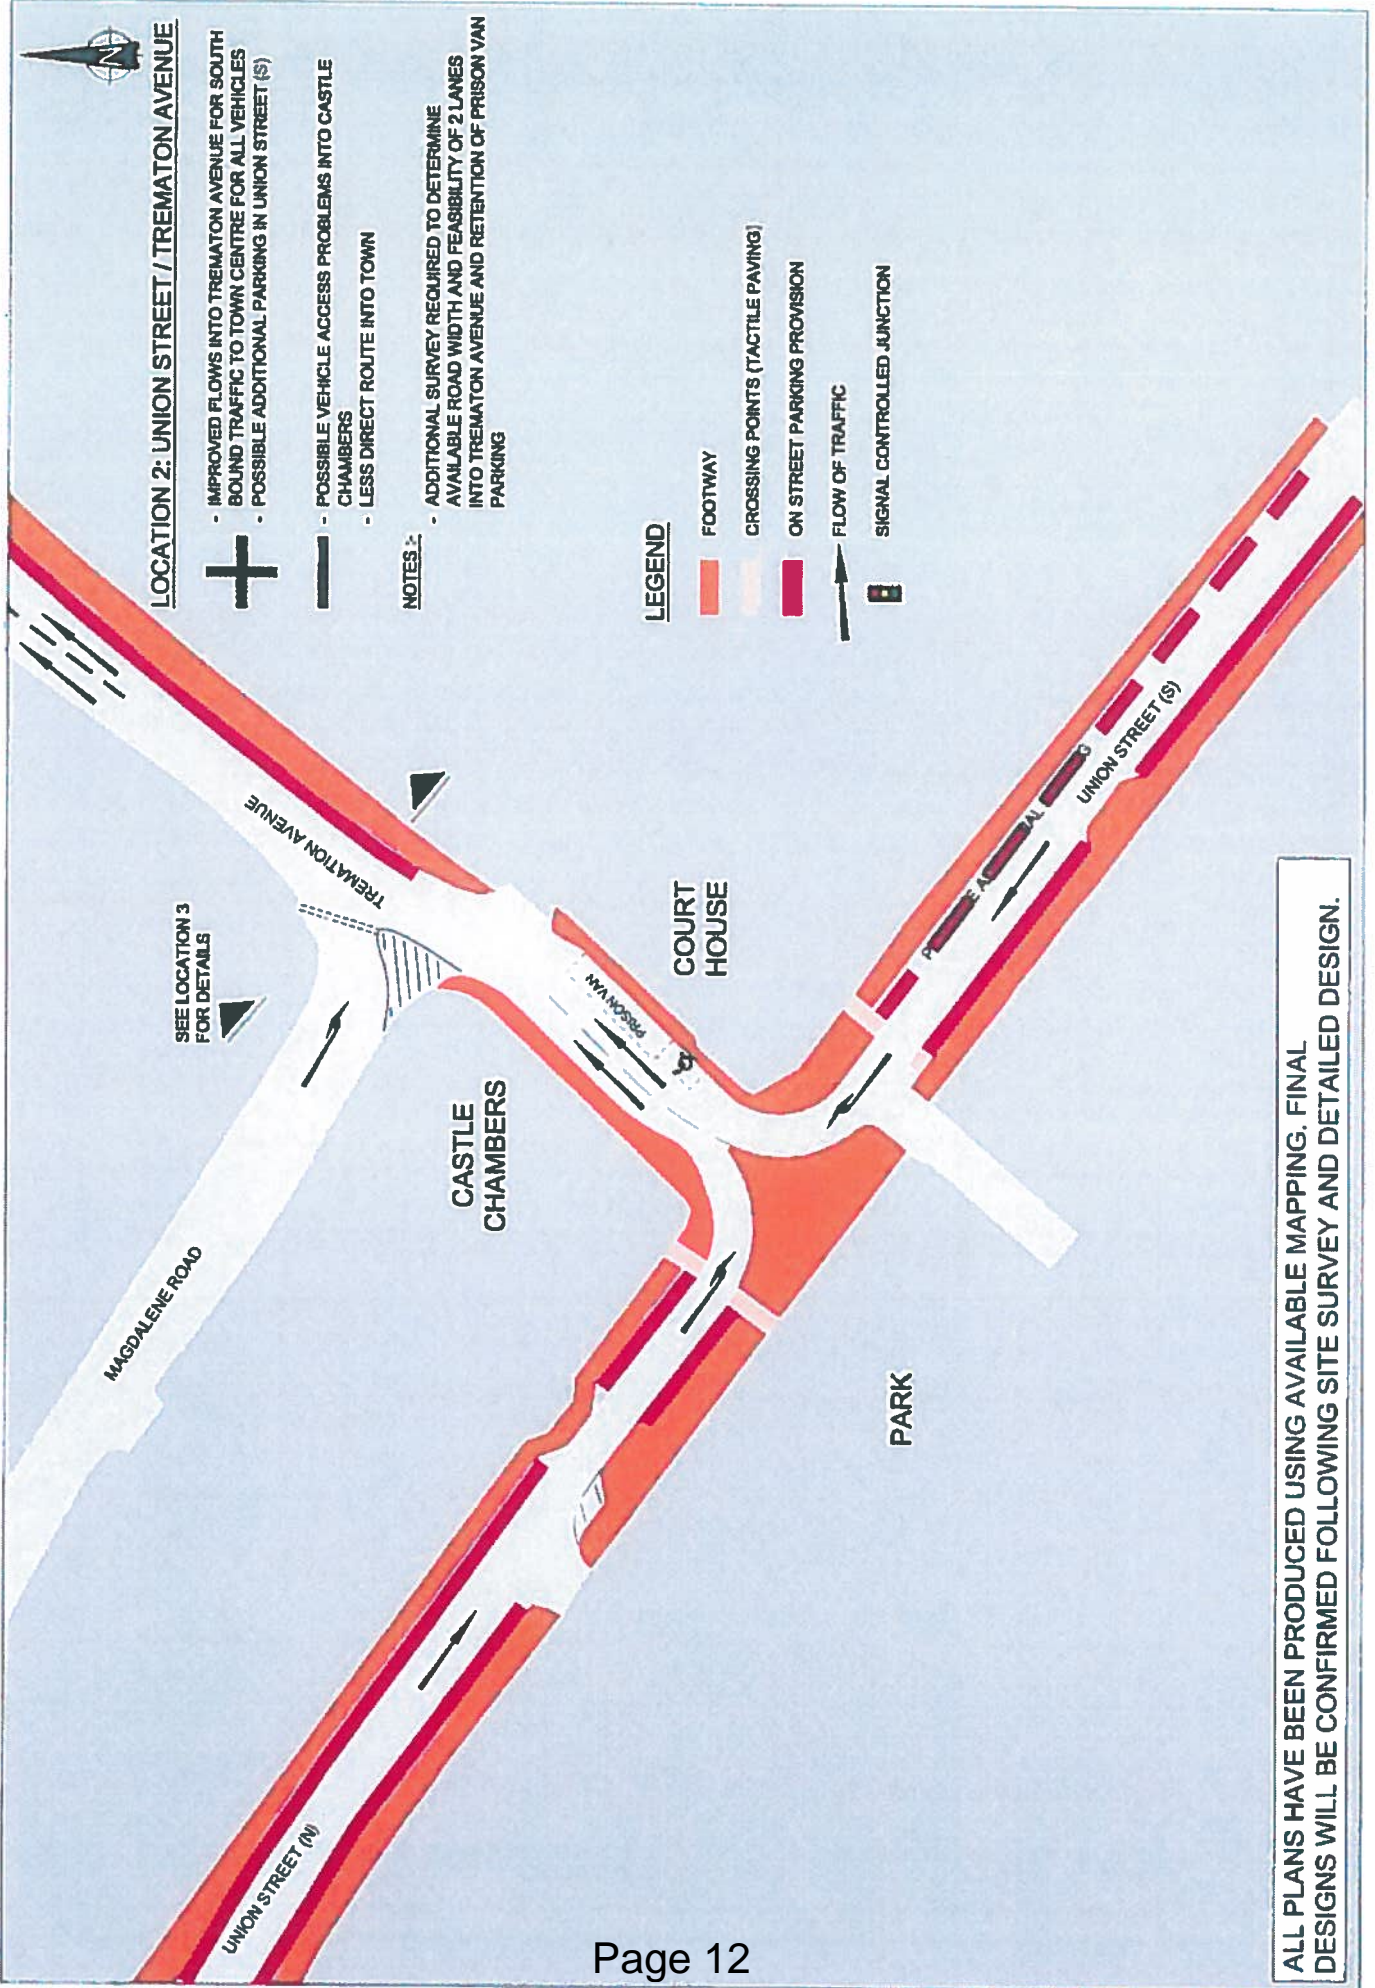 N
LOCATION 2: UNION STREET / TREMATON AVENUE
- IMPROVED FLOWS INTO TREMATON AVENUE FOR SOUTH
BOUND TRAFFIC TO TOWN CENTRE FOR ALL VEHICLES
- POSSIBLE ADDITIONAL PARKING IN UNION STREET (S)
- POSSIBLE VEHICLE ACCESS PROBLEMS INTO CASTLE
CHAMBERS
- LESS DIRECT ROUTE INTO TOWN
NOTES :-
- ADDITIONAL SURVEY REQUIRED TO DETERMINE
AVAILABLE ROAD WIDTH AND FEASIBILITY OF 2 LANES
INTO TREMATON AVENUE AND RETENTION OF PRISON VAN
PARKING
LEGEND
FOOTWAY
CROSSING POINTS (TACTILE PAVING)
ON STREET PARKING PROVISION
FLOW OF TRAFFIC
SIGNAL CONTROLLED JUNCTION
SEE LOCATION 3
FOR DETAILS
TREMATION AVENUE
MAGDALENE ROAD
CASTLE
CHAMBERS
PRISON VAN
COURT
HOUSE
UNION STREET (N)
PARK
UNION STREET (S)
ALL PLANS HAVE BEEN PRODUCED USING AVAILABLE MAPPING. FINAL
DESIGNS WILL BE CONFIRMED FOLLOWING SITE SURVEY AND DETAILED DESIGN.
Page 12